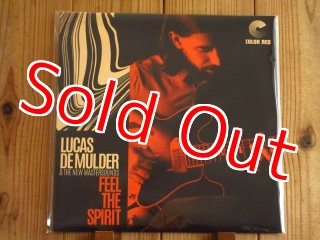 COLOR RED
Sold Out
LUCAS
DE MULDER
& THE NEW MASTERSOUNDS
FEEL
THE
SPIRIT